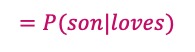 = P(son|loves)